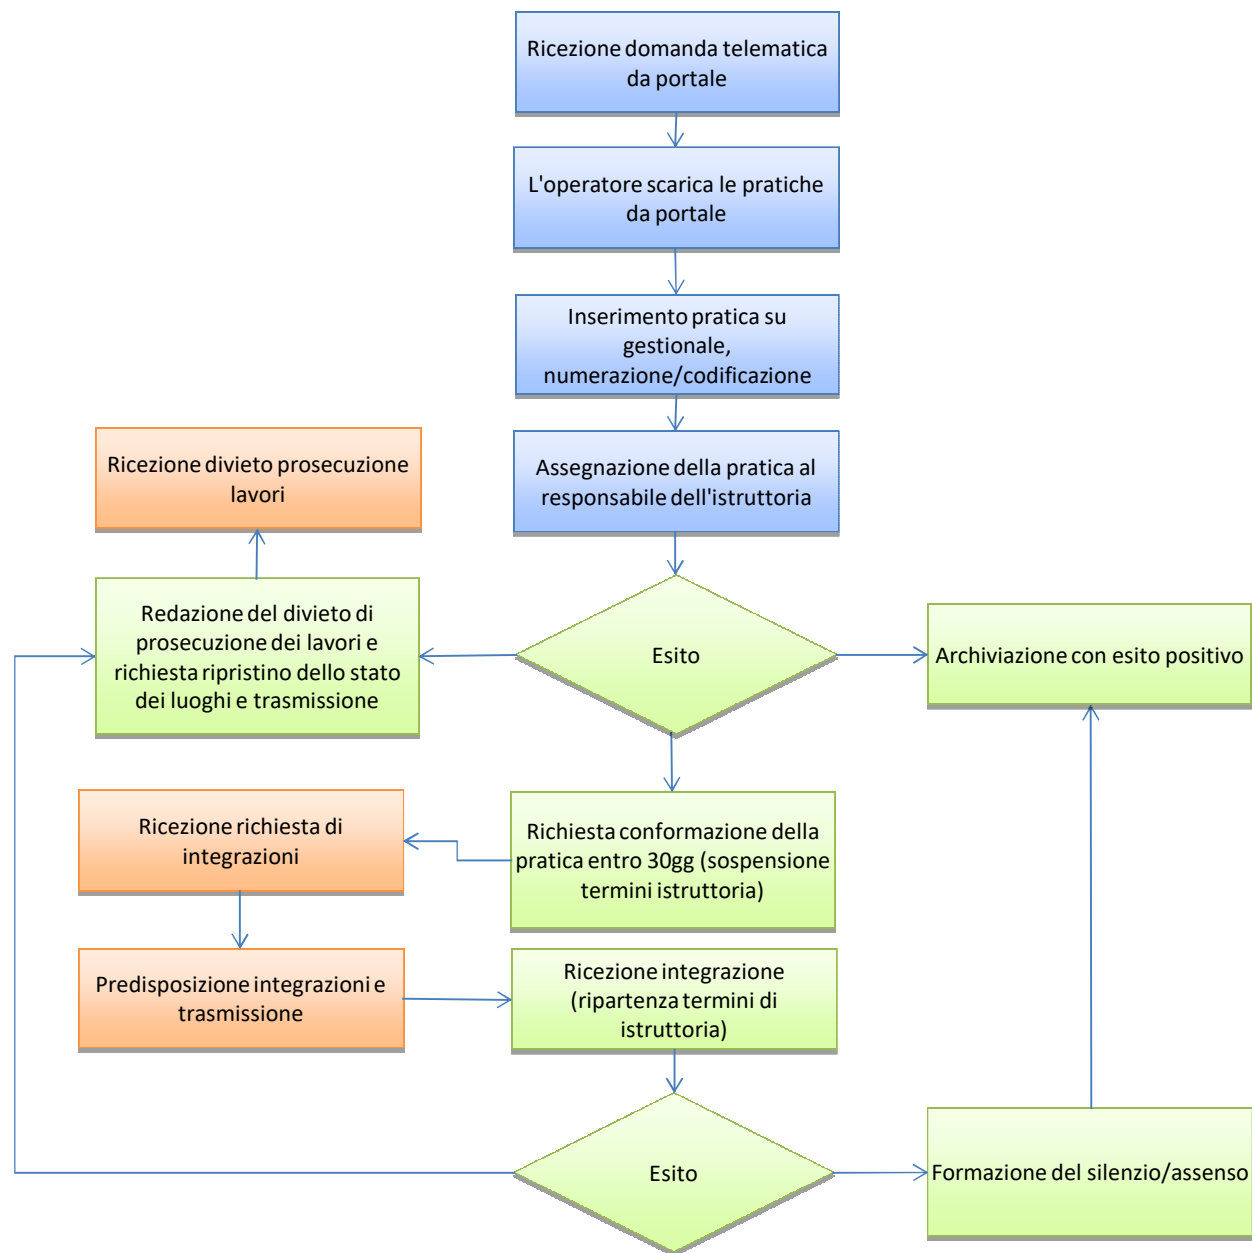 Ricezione domanda telematica
da portale
L'operatore scarica le pratiche
da portale
Inserimento pratica su
gestionale,
numerazione/codificazione
Ricezione divieto prosecuzione
lavori
Assegnazione della pratica al
responsabile dell'istruttoria
Redazione del divieto di
prosecuzione dei lavori e
richiesta ripristino dello stato
dei luoghi e trasmissione
Esito
Archiviazione con esito positivo
Ricezione richiesta di
integrazioni
Richiesta conformazione della
pratica entro 30gg (sospensione
termini istruttoria)
Predisposizione integrazioni e
trasmissione
Ricezione integrazione
(ripartenza termini di
istruttoria)
Esito
Formazione del silenzio/assenso